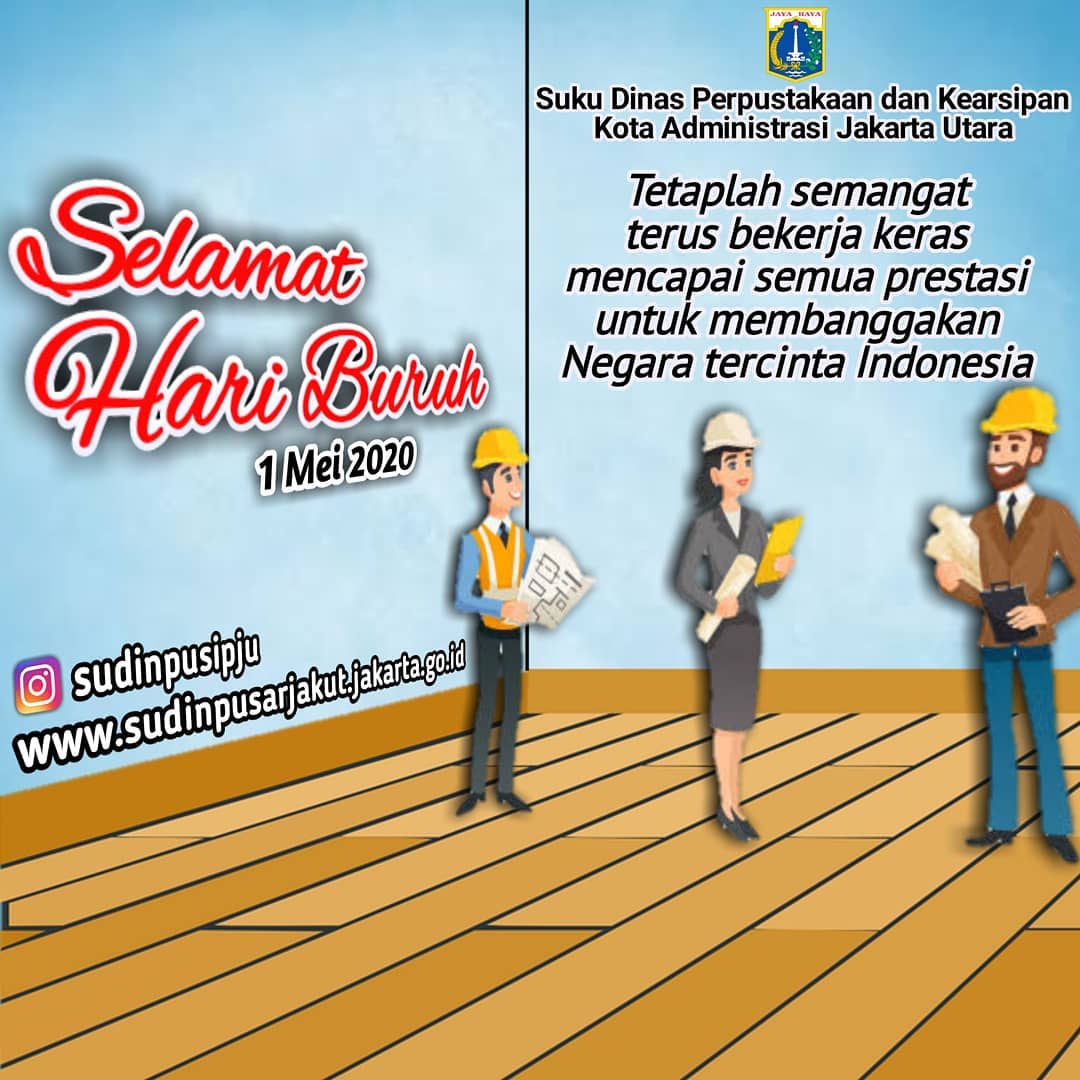 JAYA RAYA
Suku Dinas Perpustakaan dan Kearsipan
Kota Administrasi Jakarta Utara
Selamat
Hari Buruh
1 Mei 2020
Tetaplah semangat
terus bekerja keras
mencapai semua prestasi
untuk membanggakan
Negara tercinta Indonesia
sudinpusipju
www.sudinpusarjakut.jakarta.go.id